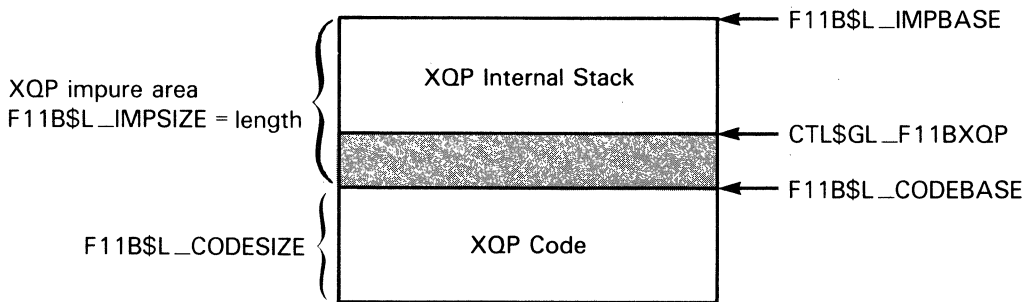 F11B$L_IMPBASE
XQP Internal Stack
XQP impure area
F11B$L_IMPSIZE = length
CTL$GL_F11BXQP
F11B$L_CODEBASE
F11B$L_CODESIZE
XQP Code